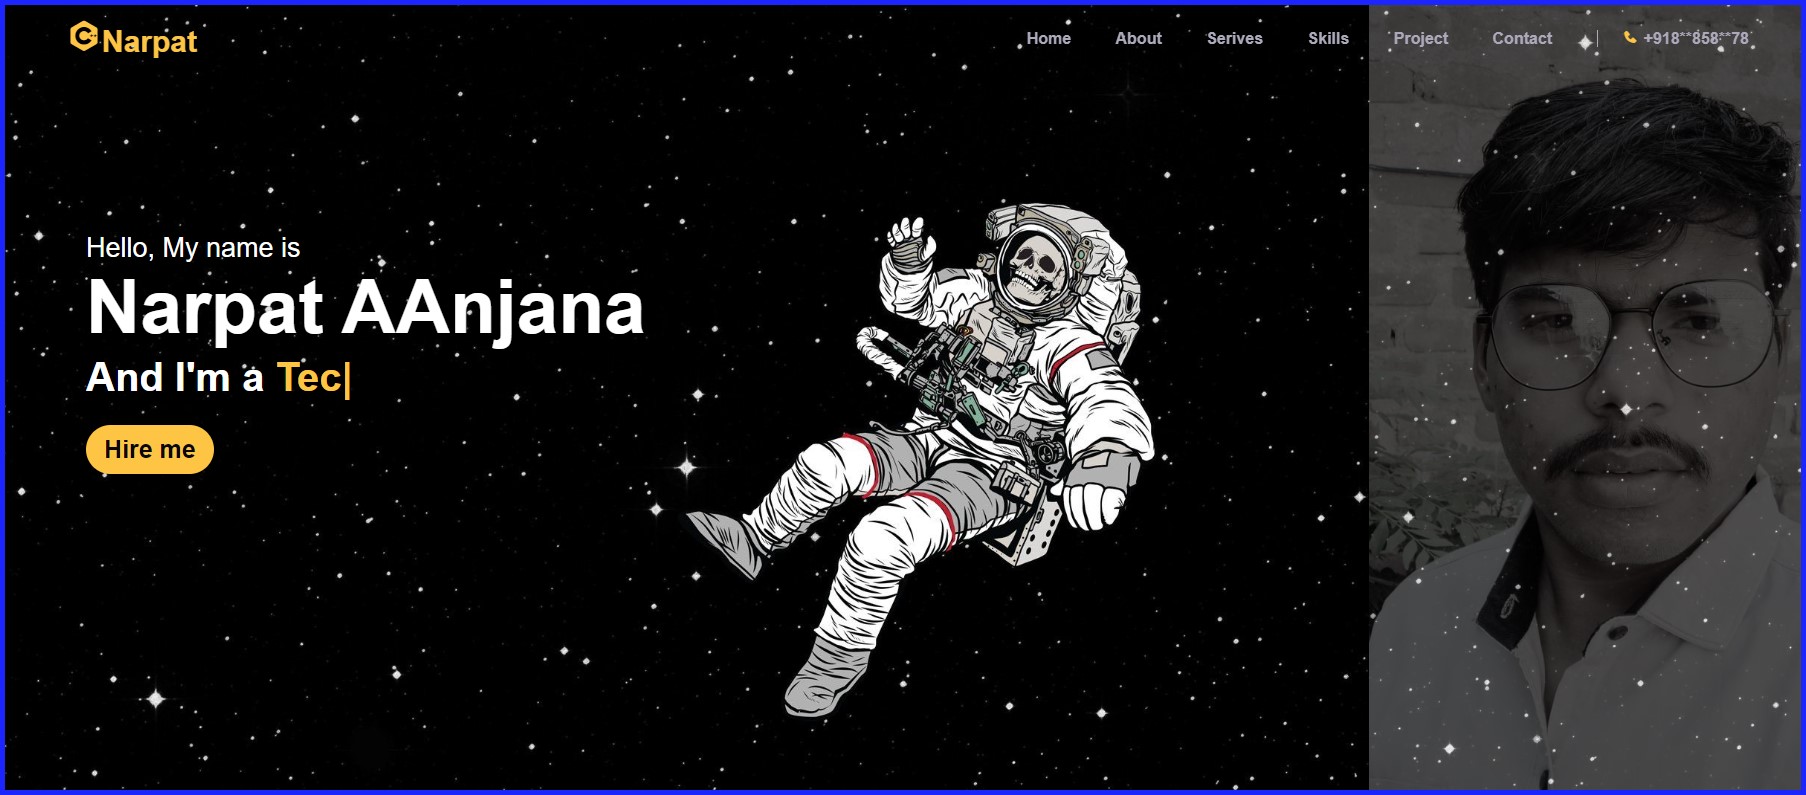 Narpat
Home About Serives Skills Project Contact | +918**858**78
Hello, My name is
Narpat AAnjana
And I'm a Tec|
Hire me